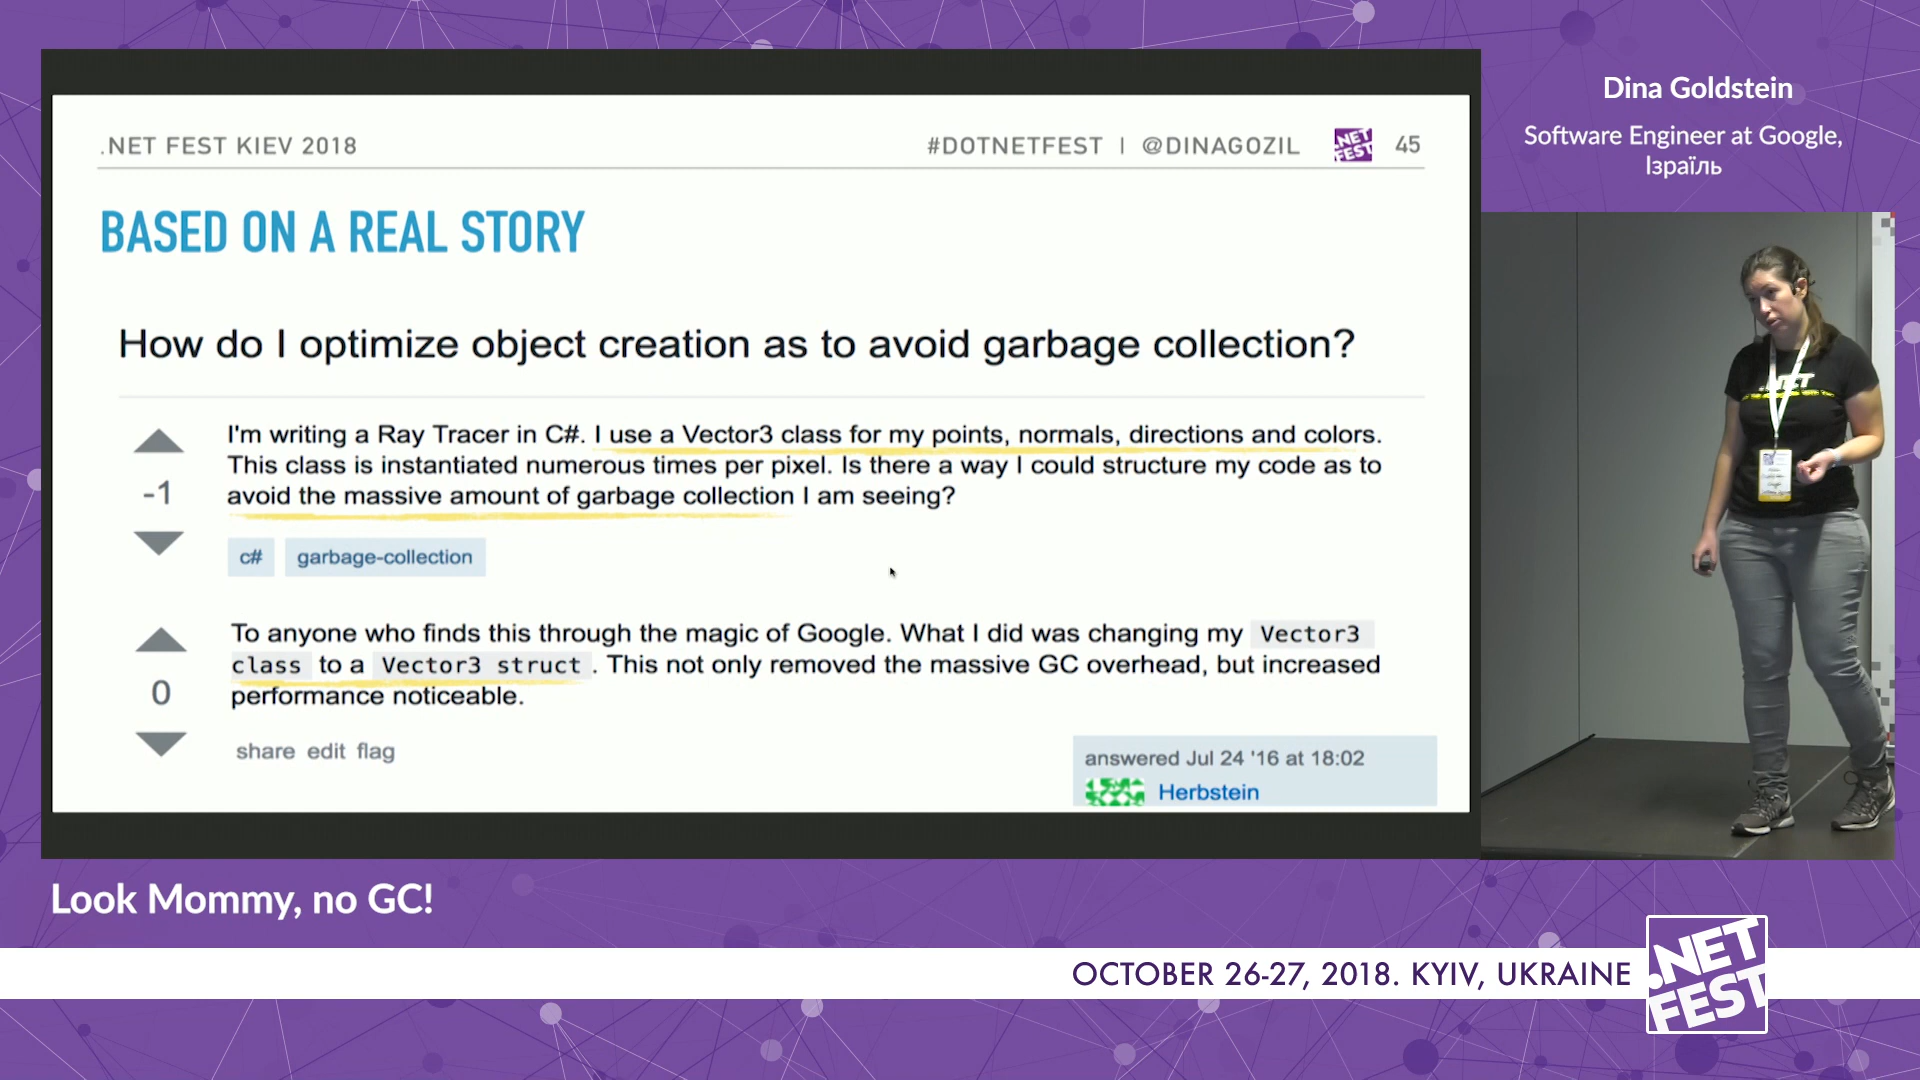 Dina Goldstein
Software Engineer at Google,
Ізраїль
.NET FEST KIEV 2018
#DOTNETFEST | @DINAGOZIL
.NET
FEST
45
BASED ON A REAL STORY
How do I optimize object creation as to avoid garbage collection?
I'm writing a Ray Tracer in C#. I use a Vector3 class for my points, normals, directions and colors.
This class is instantiated numerous times per pixel. Is there a way I could structure my code as to
avoid the massive amount of garbage collection I am seeing?
-1
c# garbage-collection
To anyone who finds this through the magic of Google. What I did was changing my Vector3
class to a Vector3 struct. This not only removed the massive GC overhead, but increased
performance noticeable.
0
share edit flag
answered Jul 24 '16 at 18:02
Herbstein
.NET
Look Mommy, no GC!
OCTOBER 26-27, 2018. KYIV, UKRAINE
.NET
FEST